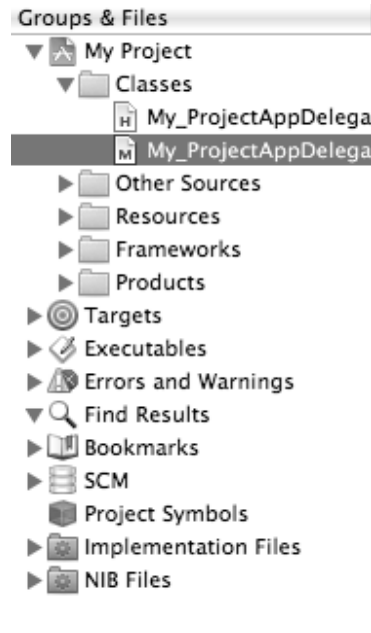 Groups & Files
My Project
Classes
H My_ProjectAppDelega
M My_ProjectAppDelega
Other Sources
Resources
Frameworks
Products
Targets
Executables
Errors and Warnings
Find Results
Bookmarks
SCM
Project Symbols
Implementation Files
NIB Files